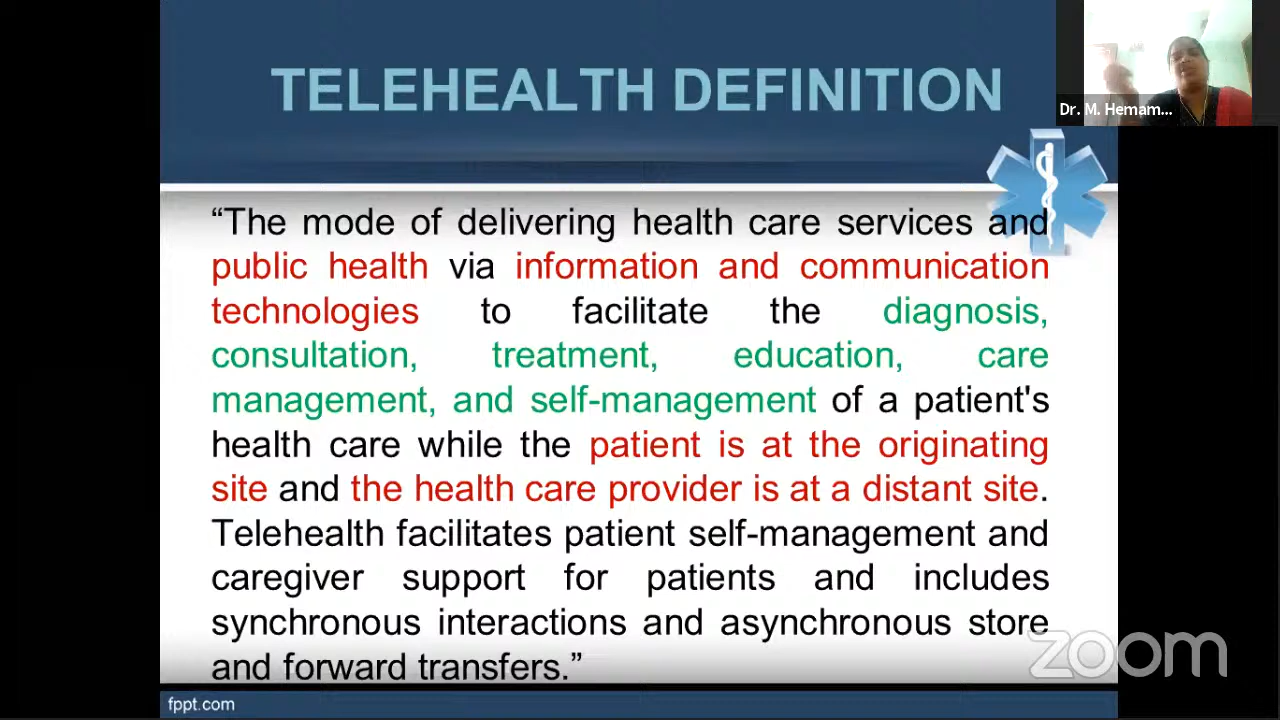 TELEHEALTH DEFINITION
Dr. M. Hemam...
“The mode of delivering health care services and
public health via information and communication
technologies to facilitate the diagnosis,
consultation, treatment, education, care
management, and self-management of a patient's
health care while the patient is at the originating
site and the health care provider is at a distant site.
Telehealth facilitates patient self-management and
caregiver support for patients and includes
synchronous interactions and asynchronous store
and forward transfers.”
zoom
fppt.com